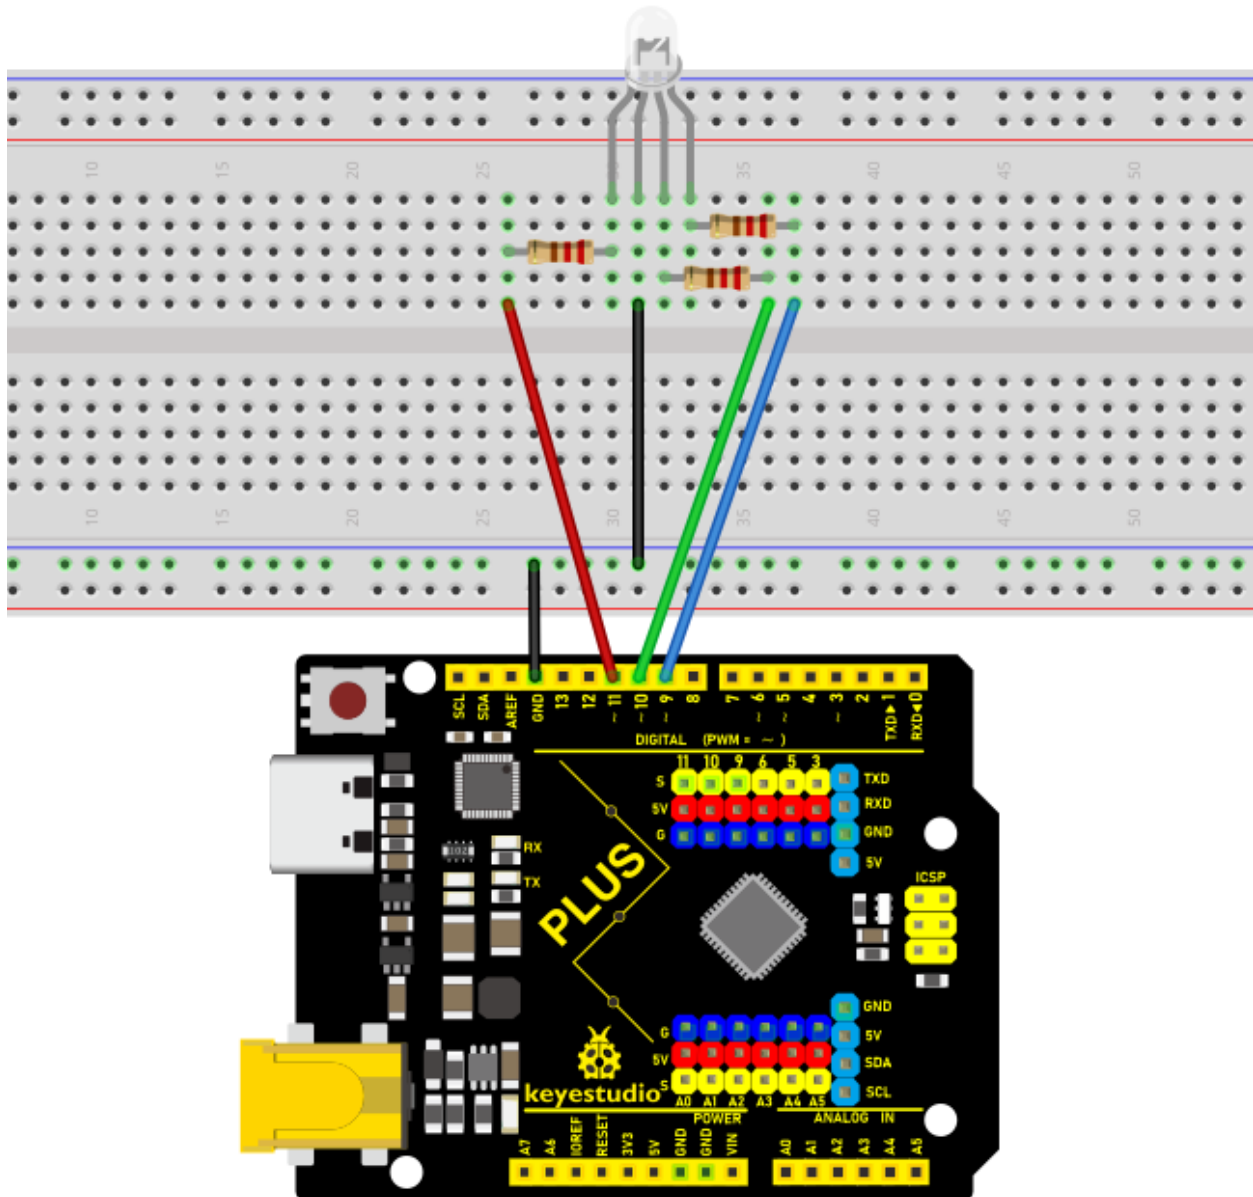 10 15 20 25 30 35 40 45 50
10 15 20 25 30 35 40 45 50
SCL SDA AREF GND 13 12 ~11 ~10 ~9 8 7 ~6 ~5 4 ~3 2 TXD▶1 RXD◀0
DIGITAL (PWM = ~ )
11 10 9 6 5 3
S TXD
5V RXD
G GND
5V
RX
TX
ICSP
PLUS
GND
G 5V
5V SDA
S SCL
keyestudio A0 A1 A2 A3 A4 A5
POWER ANALOG IN
A7 A6 IOREF RESET 3V3 5V GND GND VIN A0 A1 A2 A3 A4 A5